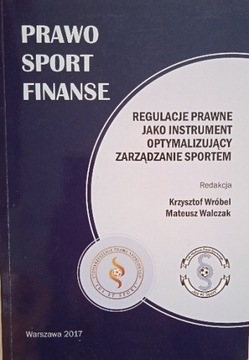 PRAWO
SPORT
FINANSE
REGULACJE PRAWNE
JAKO INSTRUMENT
OPTYMALIZUJĄCY
ZARZĄDZANIE SPORTEM
Redakcja
Krzysztof Wróbel
Mateusz Walczak
Warszawa 2017